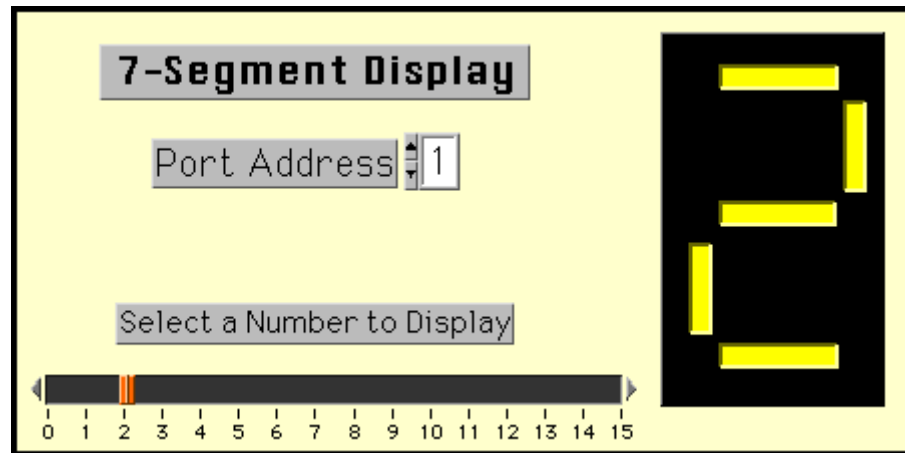 7-Segment Display
Port Address 1
Select a Number to Display
0 1 2 3 4 5 6 7 8 9 10 11 12 13 14 15
2